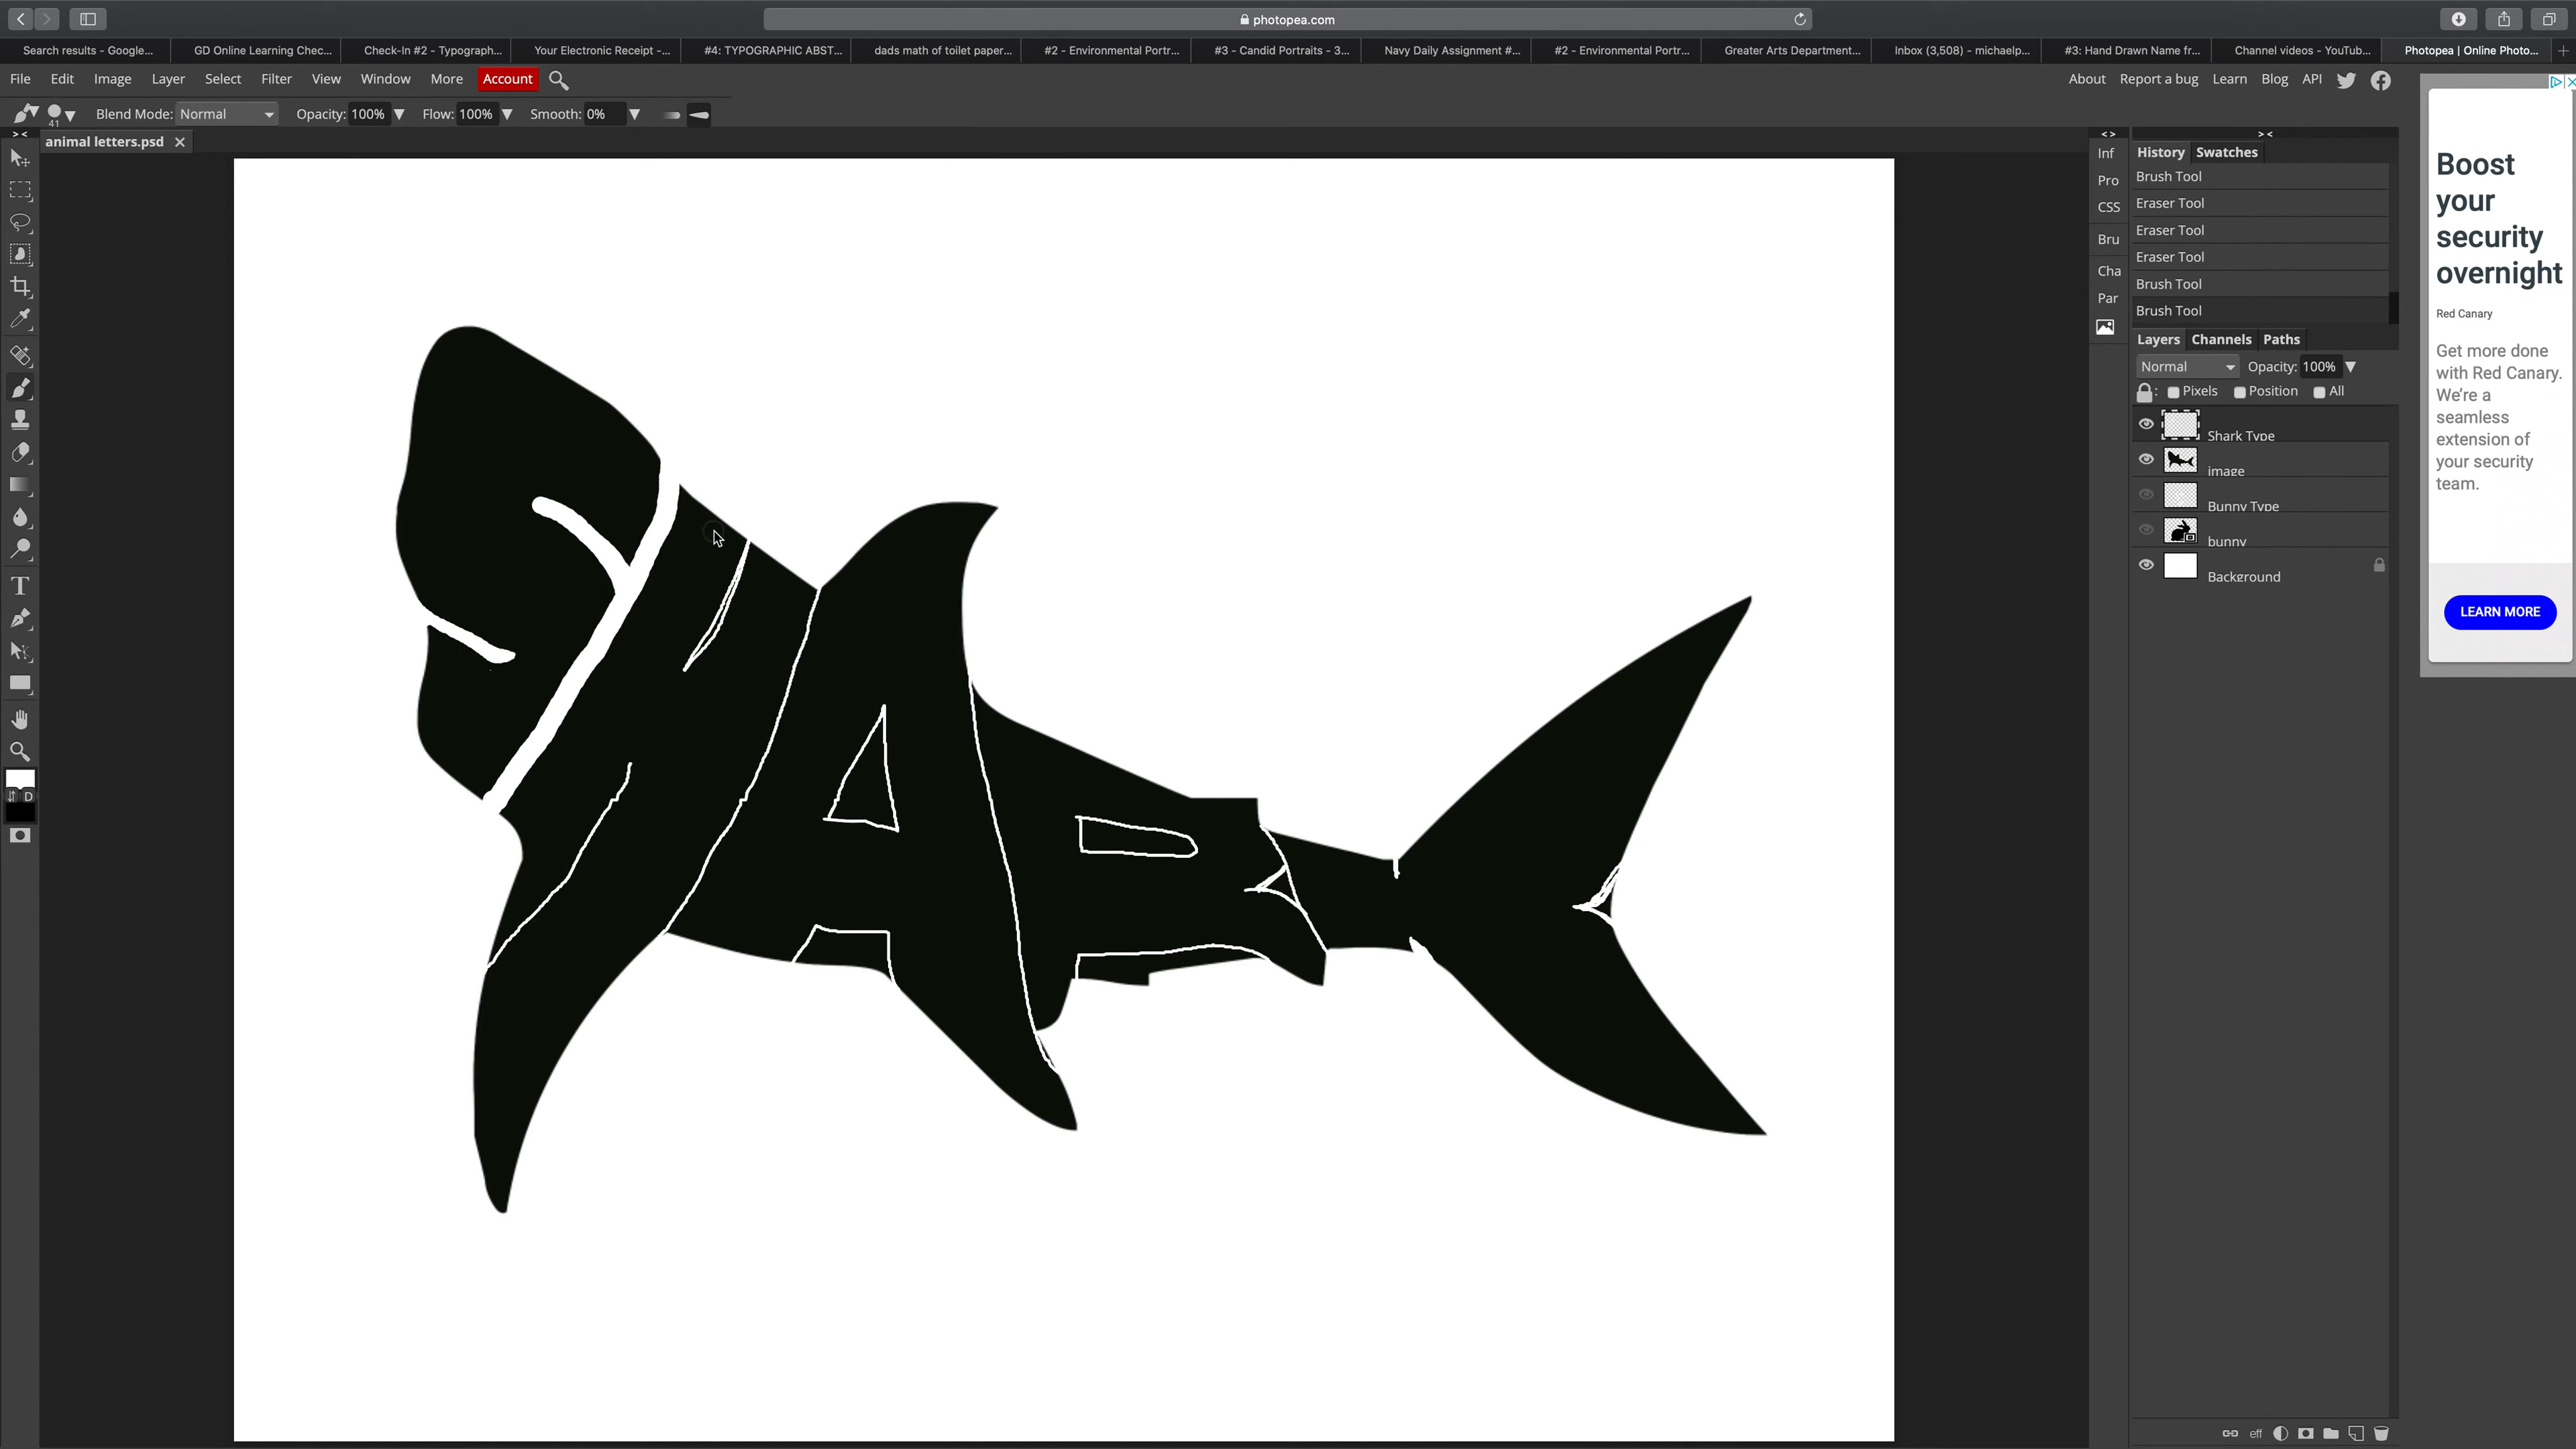 photopea.com
Search results - Google...
GD Online Learning Chec...
Check-In #2 - Typograph...
Your Electronic Receipt -...
#4: TYPOGRAPHIC ABST...
dads math of toilet paper...
#2 - Environmental Portr...
#3 - Candid Portraits - 3...
Navy Daily Assignment #...
#2 - Environmental Portr...
Greater Arts Department...
Inbox (3,508) - michaelp...
#3: Hand Drawn Name fr...
Channel videos - YouTub...
Photopea | Online Photo...
File Edit Image Layer Select Filter View Window More Account
About Report a bug Learn Blog API
41
Blend Mode: Normal Opacity: 100% Flow: 100% Smooth: 0%
animal letters.psd
Inf
Pro
CSS
Bru
Cha
Par
History Swatches
Brush Tool
Eraser Tool
Eraser Tool
Eraser Tool
Brush Tool
Brush Tool
Layers Channels Paths
Normal Opacity: 100%
Pixels Position All
Shark Type
image
Bunny Type
bunny
Background
eff
D
SHARK
Boost
your
security
overnight
Red Canary
Get more done
with Red Canary.
We're a
seamless
extension of
your security
team.
LEARN MORE